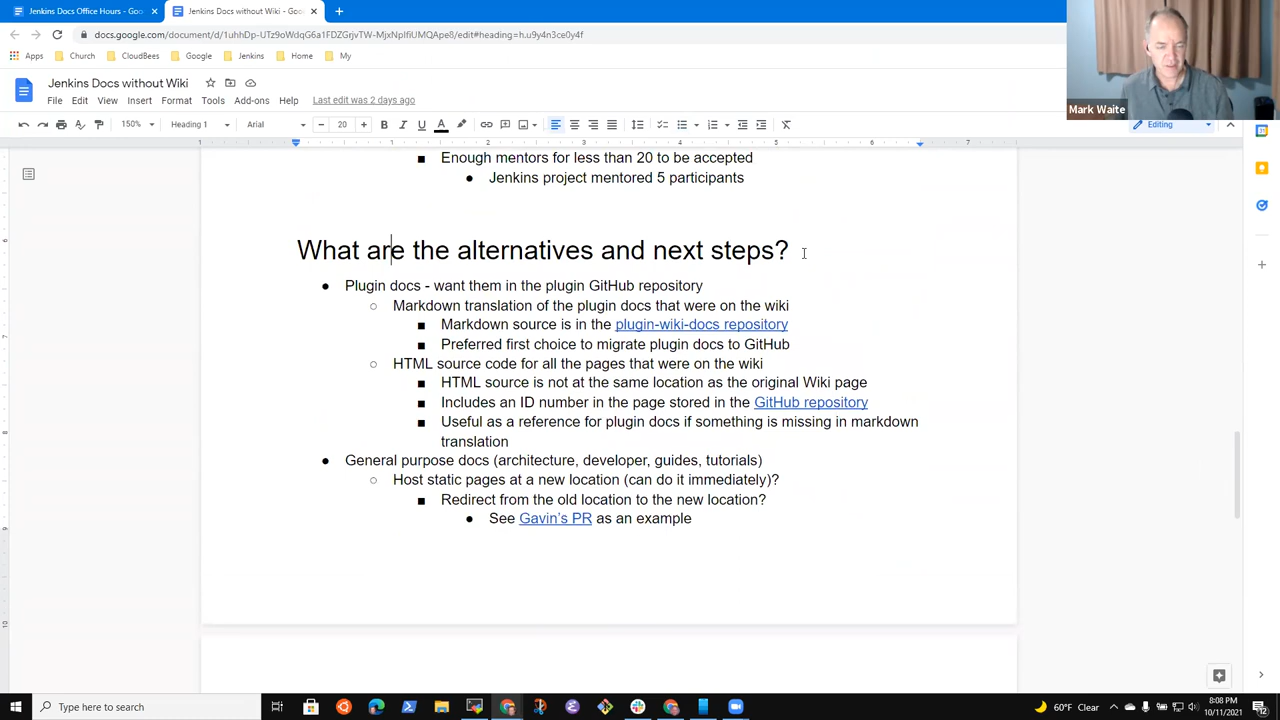 Jenkins Docs Office Hours - Goo
Jenkins Docs without Wiki - Goo
docs.google.com/document/d/1uhhDp-UTz9oWdqG6a1FDZGrjvTW-MjxNpIfiUMQApe8/edit#heading=h.u9y4n3ce0y4f
Apps
Church
CloudBees
Google
Jenkins
Home
My
Jenkins Docs without Wiki
File Edit View Insert Format Tools Add-ons Help Last edit was 2 days ago
150% Heading 1 Arial 20
Editing
Mark Waite
Enough mentors for less than 20 to be accepted
Jenkins project mentored 5 participants
What are the alternatives and next steps?
Plugin docs - want them in the plugin GitHub repository
Markdown translation of the plugin docs that were on the wiki
Markdown source is in the plugin-wiki-docs repository
Preferred first choice to migrate plugin docs to GitHub
HTML source code for all the pages that were on the wiki
HTML source is not at the same location as the original Wiki page
Includes an ID number in the page stored in the GitHub repository
Useful as a reference for plugin docs if something is missing in markdown
translation
General purpose docs (architecture, developer, guides, tutorials)
Host static pages at a new location (can do it immediately)?
Redirect from the old location to the new location?
See Gavin's PR as an example
Type here to search
60°F Clear
8:08 PM
10/11/2021